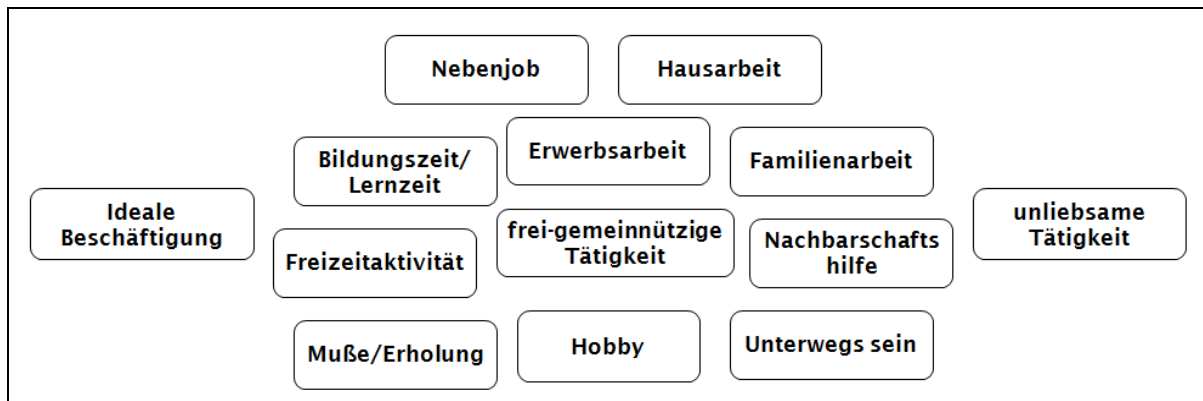 Nebenjob
Hausarbeit
Bildungszeit/
Lernzeit
Erwerbsarbeit
Familienarbeit
Ideale
Beschäftigung
frei-gemeinnützige
Tätigkeit
unliebsame
Tätigkeit
Freizeitaktivität
Nachbarschafts
hilfe
Muße/Erholung
Hobby
Unterwegs sein